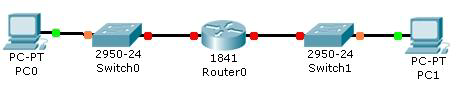 PC-PT
PC0
2950-24
Switch0
1841
Router0
2950-24
Switch1
PC-PT
PC1